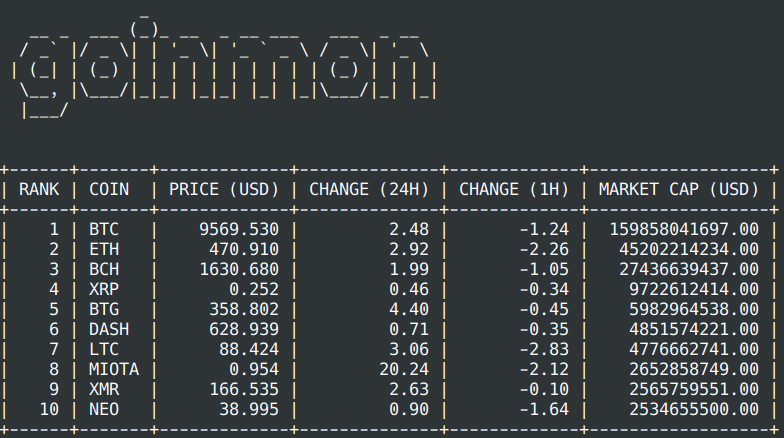 goinmon
RANK COIN PRICE (USD) CHANGE (24H) CHANGE (1H) MARKET CAP (USD)
1 BTC 9569.530 2.48 -1.24 159858041697.00
2 ETH 470.910 2.92 -2.26 45202214234.00
3 BCH 1630.680 1.99 -1.05 27436639437.00
4 XRP 0.252 0.46 -0.34 9722612414.00
5 BTG 358.802 4.40 -0.45 5982964538.00
6 DASH 628.939 0.71 -0.35 4851574221.00
7 LTC 88.424 3.06 -2.83 4776662741.00
8 MIOTA 0.954 20.24 -2.12 2652858749.00
9 XMR 166.535 2.63 -0.10 2565759551.00
10 NEO 38.995 0.90 -1.64 2534655500.00